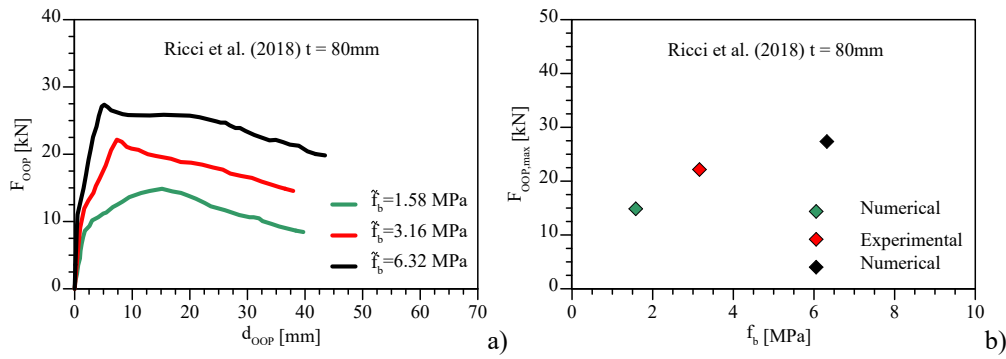 40
30
20
10
0
F_OOP [kN]
Ricci et al. (2018) t = 80mm
f̃_b=1.58 MPa
f̃_b=3.16 MPa
f̃_b=6.32 MPa
0 10 20 30 40 50 60 70
d_OOP [mm]
a)
50
40
30
20
10
0
F_OOP,max [kN]
Ricci et al. (2018) t = 80mm
Numerical
Experimental
Numerical
0 2 4 6 8 10
f_b [MPa]
b)